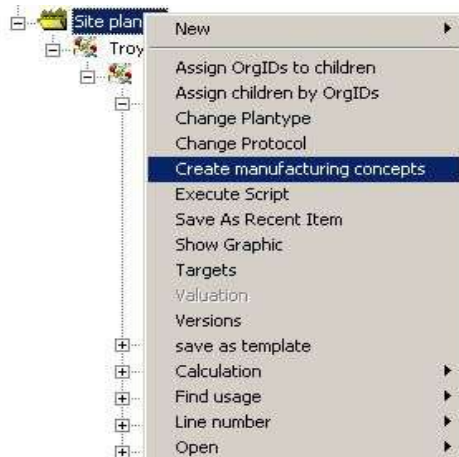 Site plan
New
Troy
Assign OrgIDs to children
Assign children by OrgIDs
Change Plantype
Change Protocol
Create manufacturing concepts
Execute Script
Save As Recent Item
Show Graphic
Targets
Valuation
Versions
save as template
Calculation
Find usage
Line number
Open